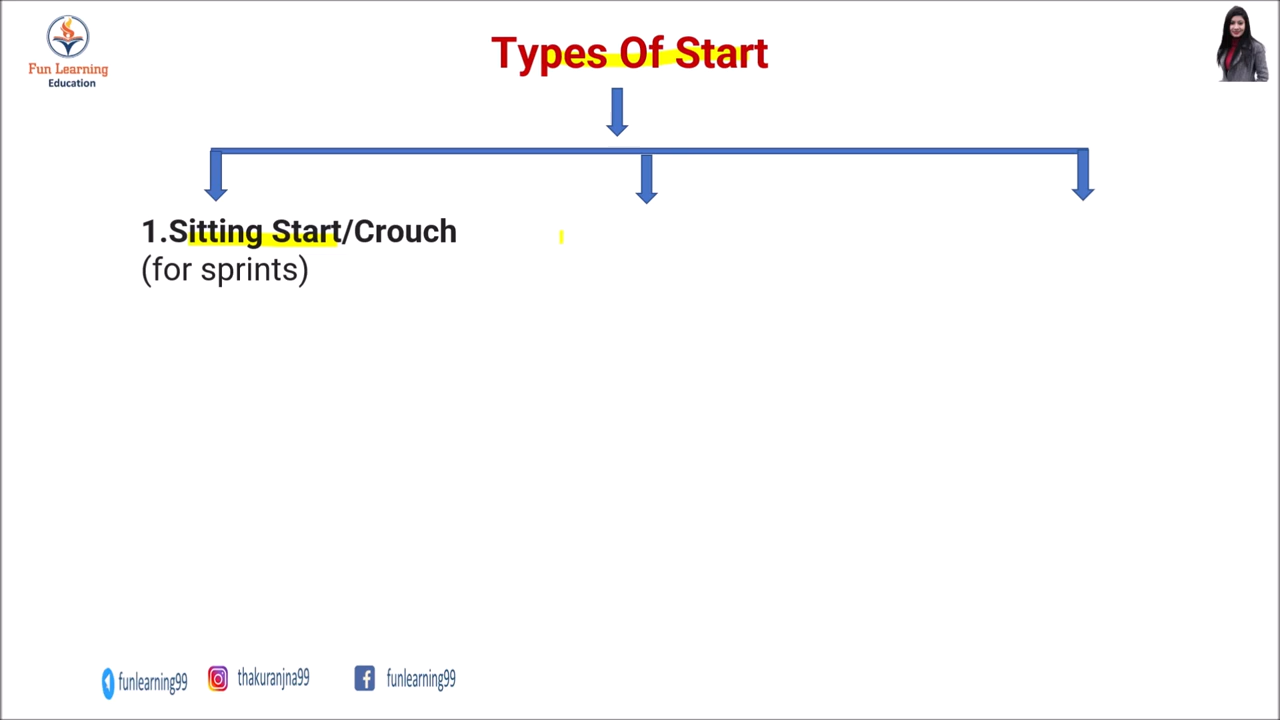 Fun Learning
Education
Types Of Start
1.Sitting Start/Crouch
(for sprints)
funlearning99
thakuranjna99
funlearning99